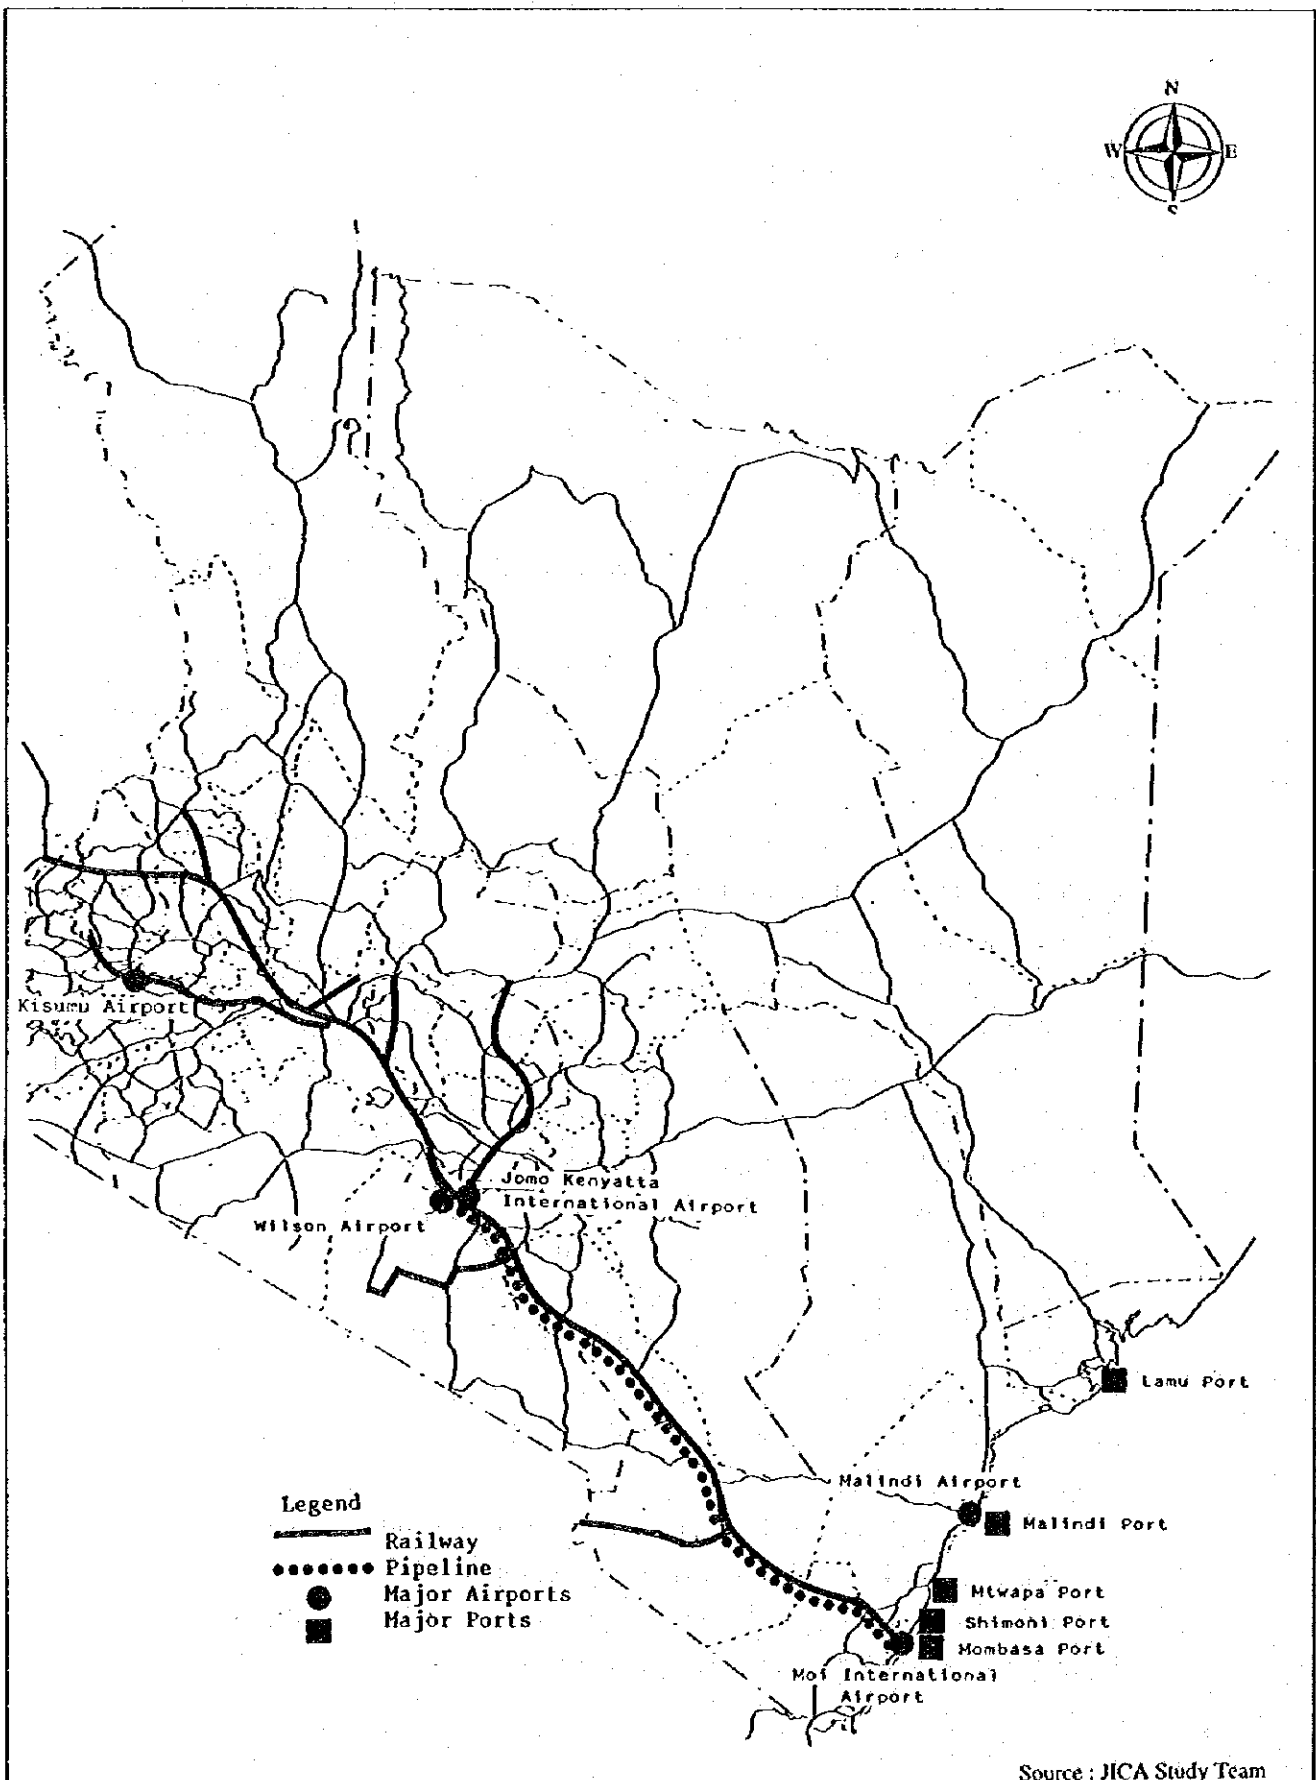 N
W E
S
Kisumu Airport
Jomo Kenyatta
International Airport
Wilson Airport
Lamu Port
Malindi Airport
Malindi Port
Legend
Railway
Pipeline
Major Airports
Major Ports
Mtwapa Port
Shimoni Port
Mombasa Port
Moi International
Airport
Source : JICA Study Team